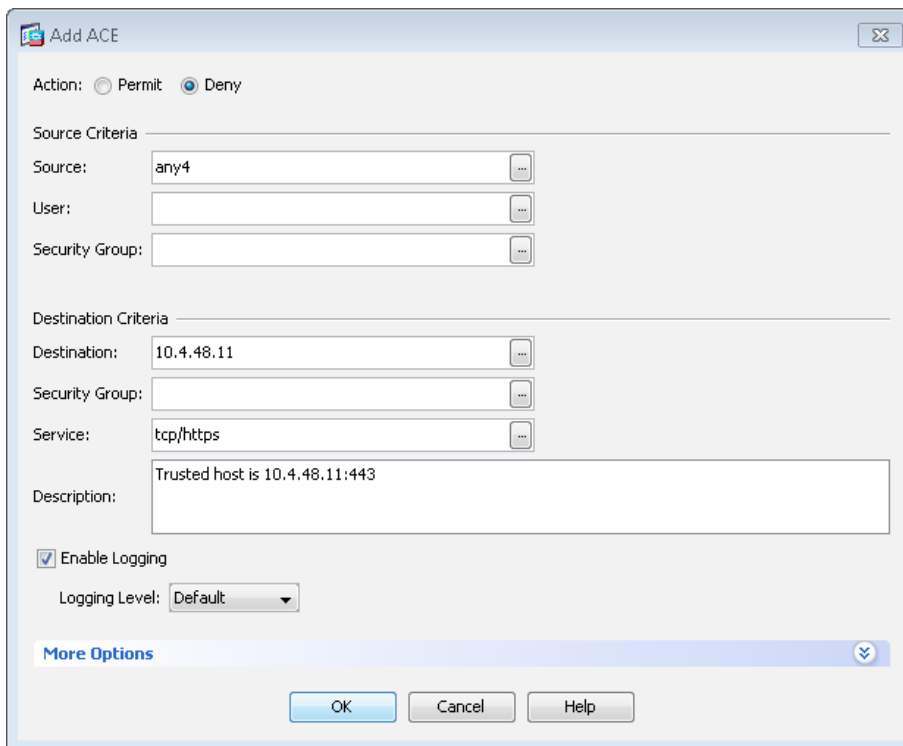 Add ACE
Action: Permit Deny
Source Criteria
Source: any4 ...
User: ...
Security Group: ...
Destination Criteria
Destination: 10.4.48.11 ...
Security Group: ...
Service: tcp/https ...
Description: Trusted host is 10.4.48.11:443
Enable Logging
Logging Level: Default
More Options
OK Cancel Help